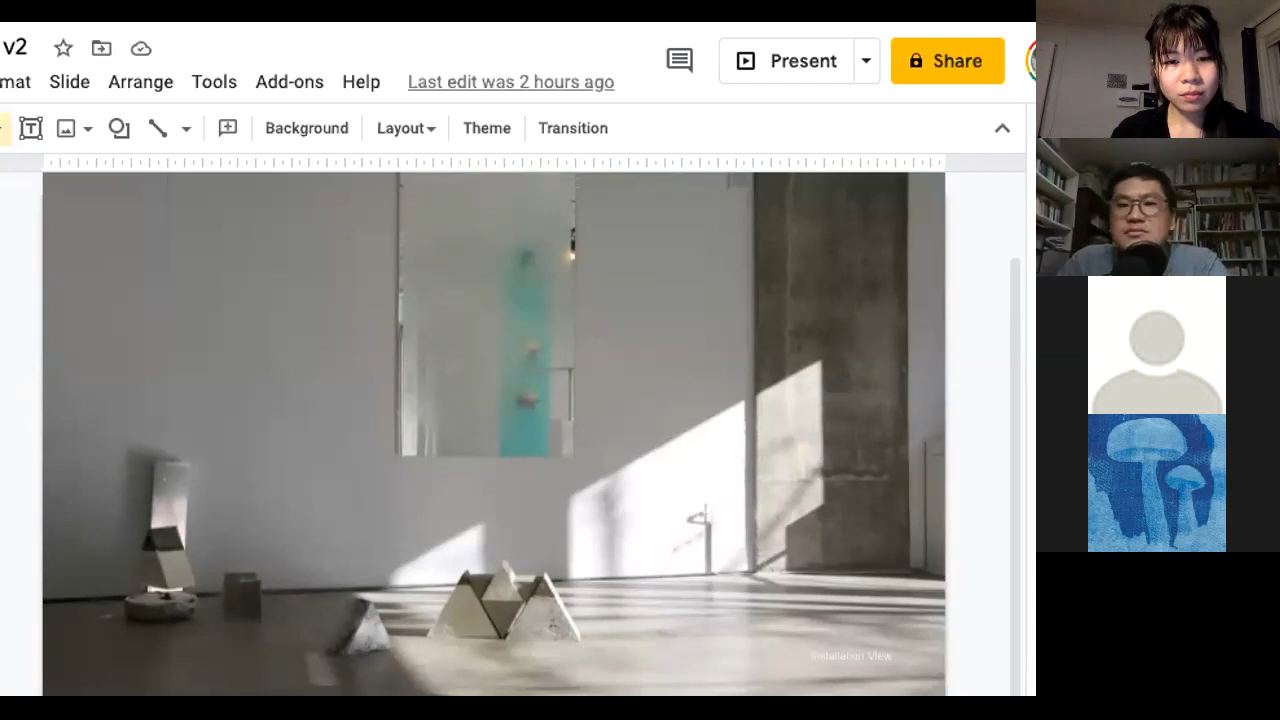 v2
mat Slide Arrange Tools Add-ons Help Last edit was 2 hours ago
Present
Share
Background Layout Theme Transition
Installation View